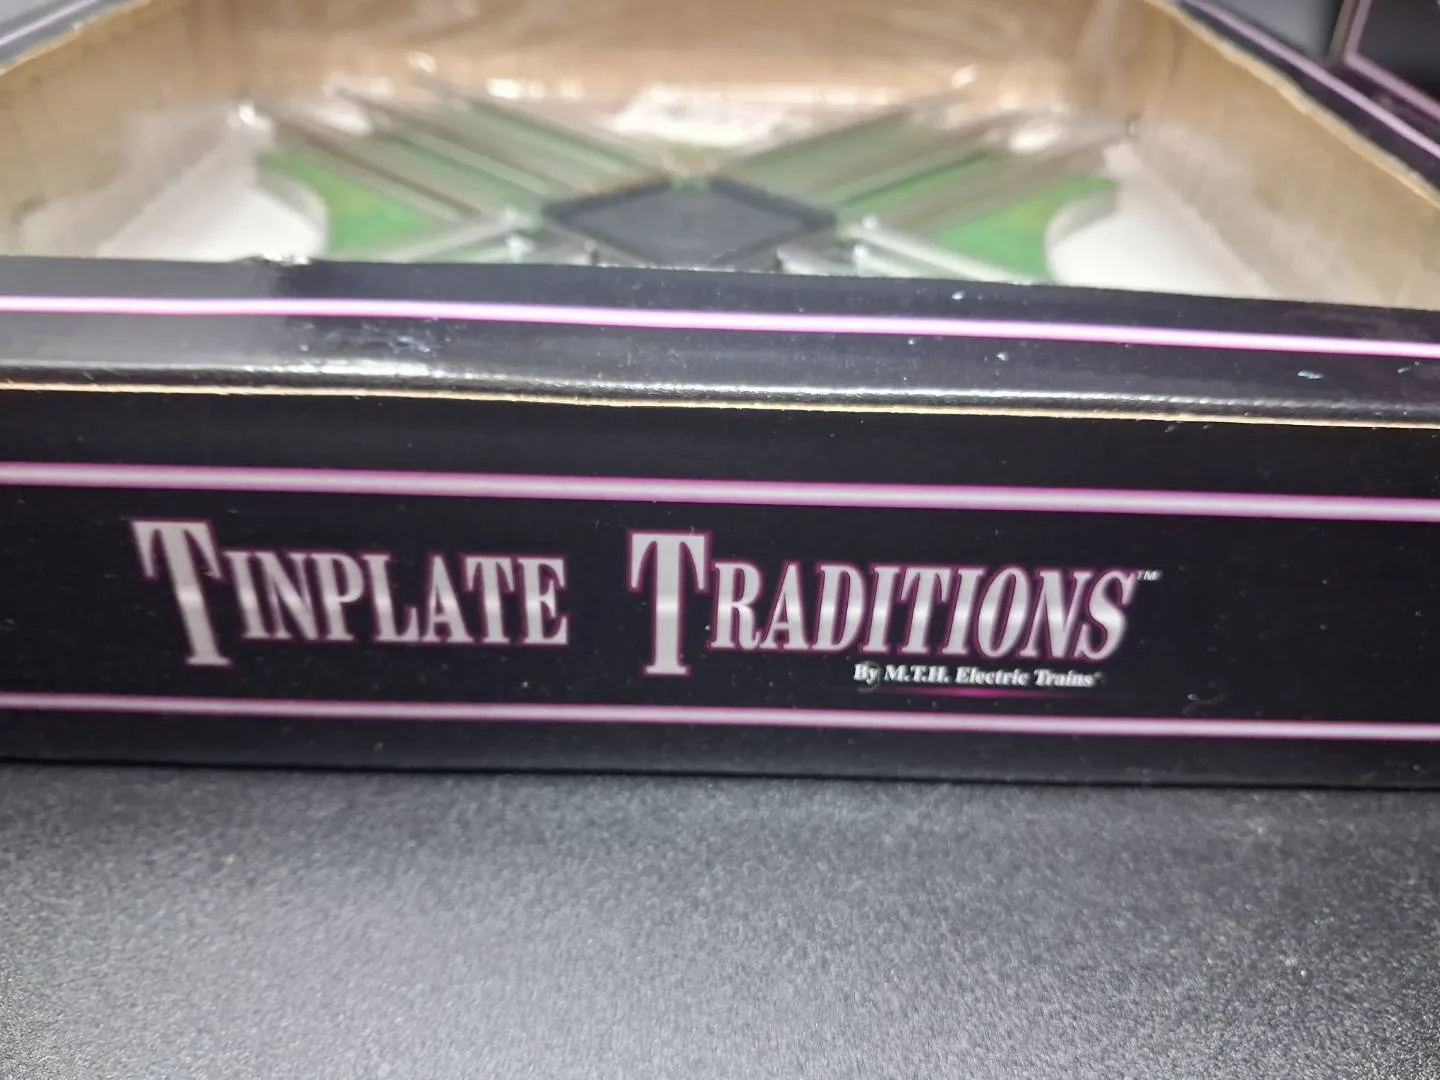 TINPLATE TRADITIONS™
By M.T.H. Electric Trains®